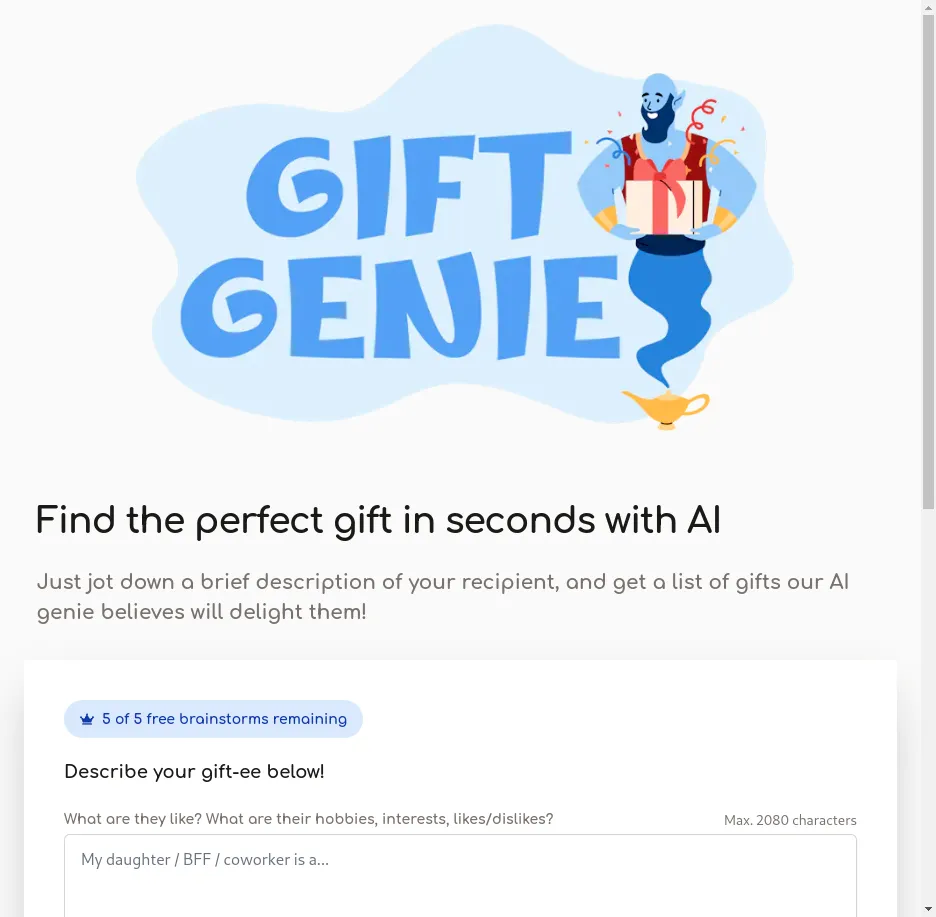 GIFT
GENIE
Find the perfect gift in seconds with AI
Just jot down a brief description of your recipient, and get a list of gifts our AI
genie believes will delight them!
5 of 5 free brainstorms remaining
Describe your gift-ee below!
What are they like? What are their hobbies, interests, likes/dislikes?
Max. 2080 characters
My daughter / BFF / coworker is a...